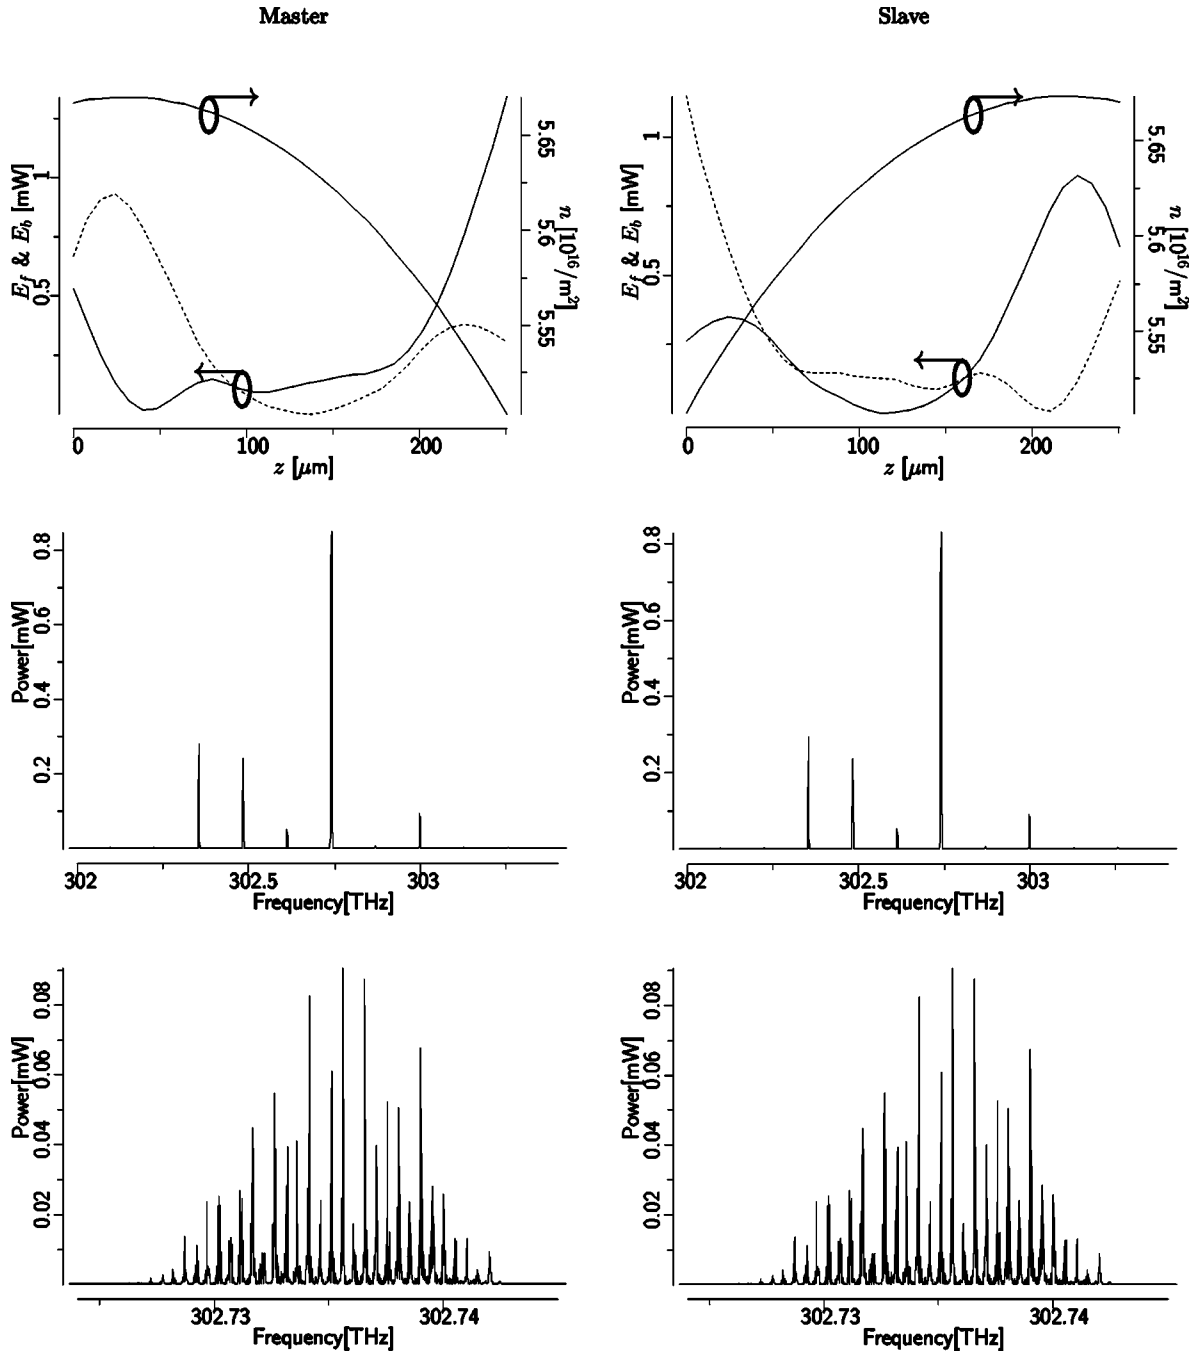 Master
Slave
E_f & E_b [mW]
0.5
1
5.55
5.6
5.65
n [10^16/m^2]
0
100
200
z [μm]
E_f & E_b [mW]
0.5
1
5.55
5.6
5.65
n [10^16/m^2]
0
100
200
z [μm]
Power[mW]
0.2
0.4
0.6
0.8
302
302.5
303
Frequency[THz]
Power[mW]
0.2
0.4
0.6
0.8
302
302.5
303
Frequency[THz]
Power[mW]
0.02
0.04
0.06
0.08
302.73
302.74
Frequency[THz]
Power[mW]
0.02
0.04
0.06
0.08
302.73
302.74
Frequency[THz]